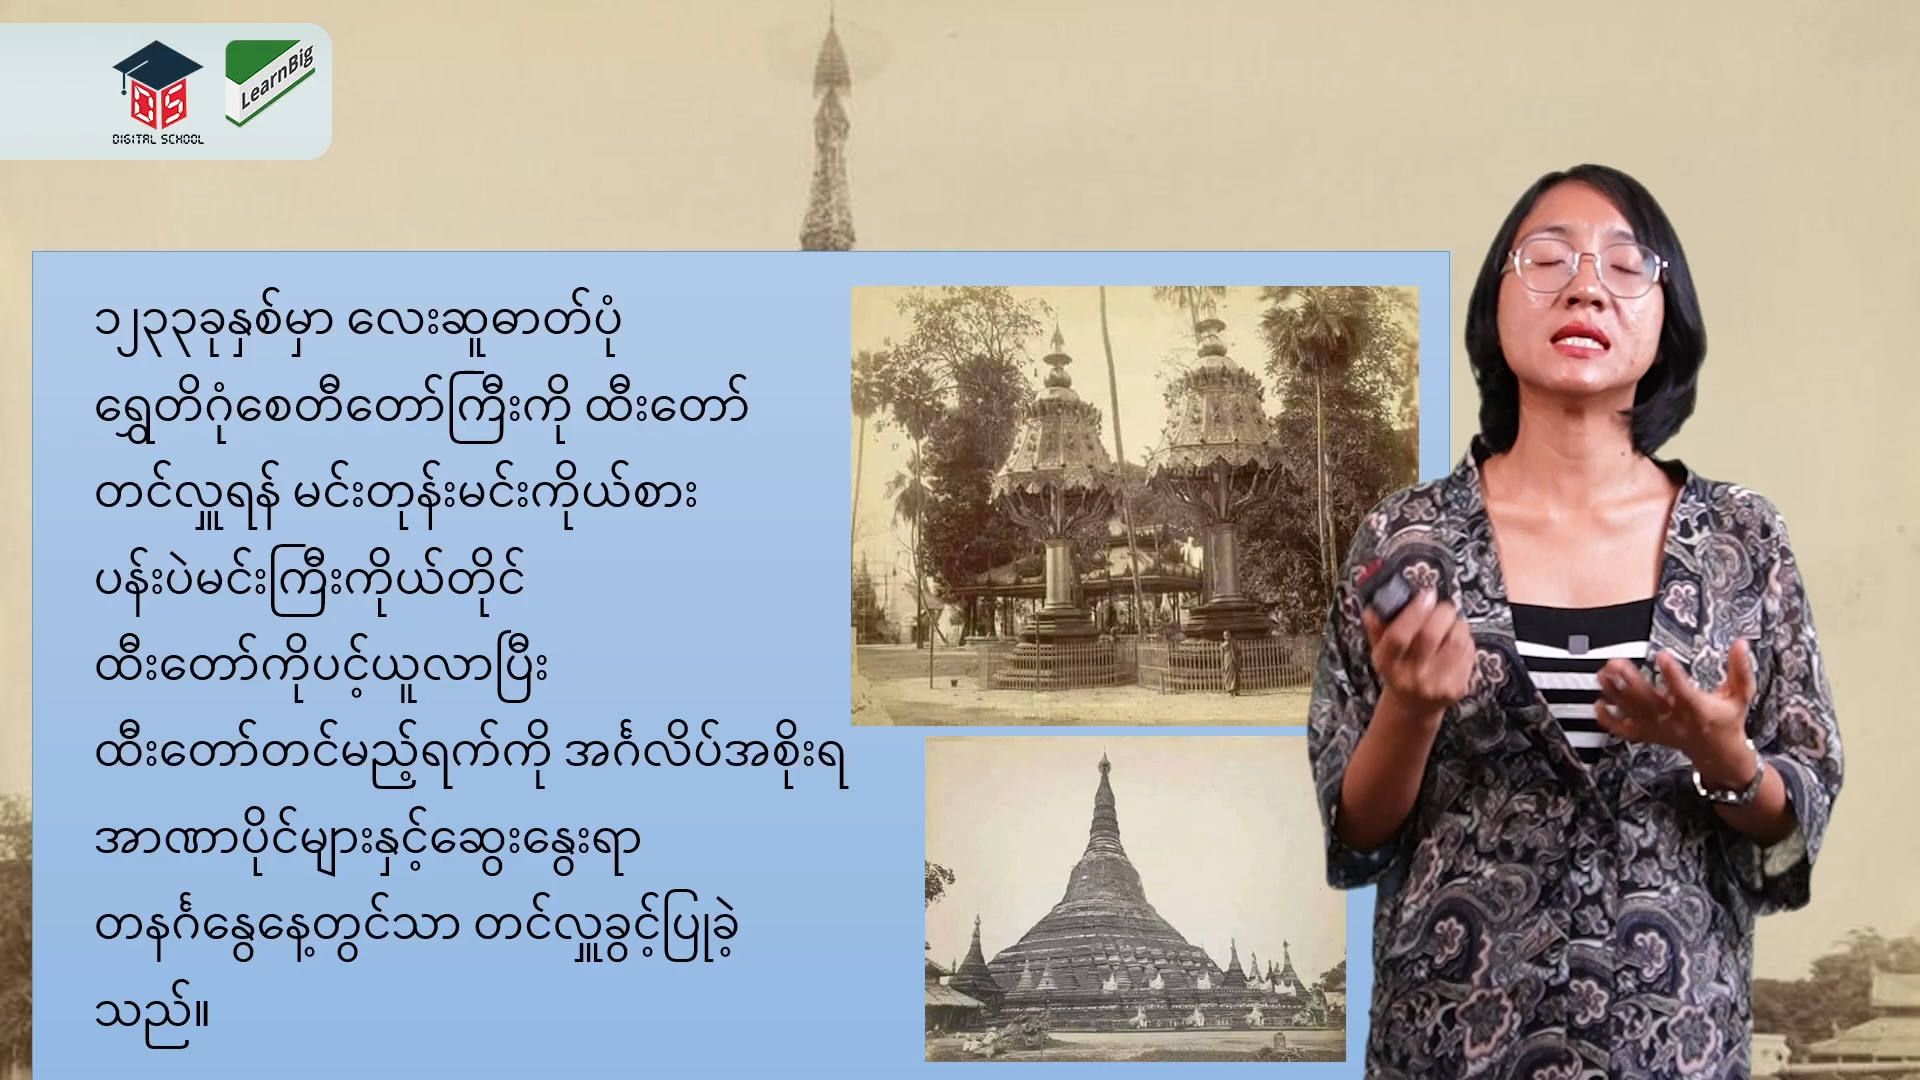 DIGITAL SCHOOL
LearnBig
၁၂၃၃ခုနှစ်မှာ လေးဆူဓာတ်ပုံ
ရွှေတိဂုံစေတီတော်ကြီးကို ထီးတော်
တင်လှူရန် မင်းတုန်းမင်းကိုယ်စား
ပန်းပဲမင်းကြီးကိုယ်တိုင်
ထီးတော်ကိုပင့်ယူလာပြီး
ထီးတော်တင်မည့်ရက်ကို အင်္ဂလိပ်အစိုးရ
အာဏာပိုင်များနှင့်ဆွေးနွေးရာ
တနင်္ဂနွေနေ့တွင်သာ တင်လှူခွင့်ပြုခဲ့
သည်။